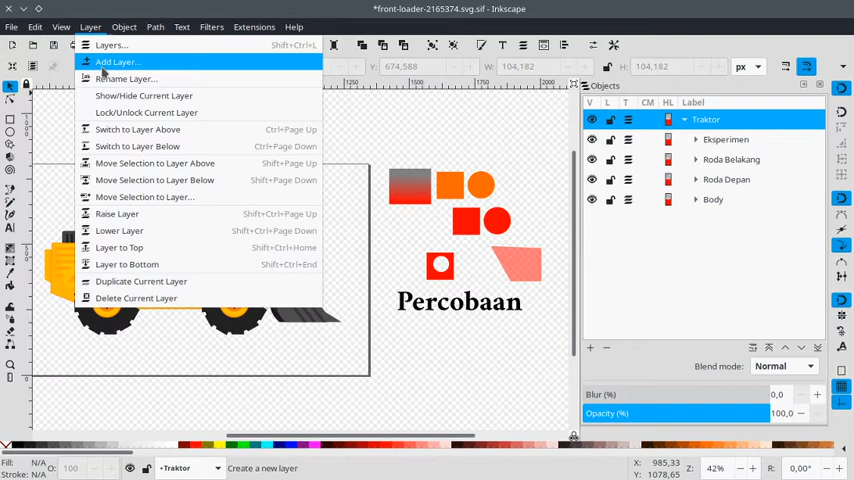 *front-loader-2165374.svg.sif - Inkscape
File Edit View Layer Object Path Text Filters Extensions Help
Layers... Shift+Ctrl+L
Add Layer...
Rename Layer...
Show/Hide Current Layer
Lock/Unlock Current Layer
Switch to Layer Above Ctrl+Page Up
Switch to Layer Below Ctrl+Page Down
Move Selection to Layer Above Shift+Page Up
Move Selection to Layer Below Shift+Page Down
Move Selection to Layer...
Raise Layer Shift+Ctrl+Page Up
Lower Layer Shift+Ctrl+Page Down
Layer to Top Shift+Ctrl+Home
Layer to Bottom Shift+Ctrl+End
Duplicate Current Layer
Delete Current Layer
Y: 674,588 W: 104,182 H: 104,182 px
1250 1500 1750 2000
Percobaan
Objects
V L T CM HL Label
Traktor
Eksperimen
Roda Belakang
Roda Depan
Body
Blend mode: Normal
Blur (%) 0,0
Opacity (%) 100,0
Fill: N/A
Stroke: N/A
O: 100
•Traktor
Create a new layer
X: 985,33
Y: 1078,65
Z: 42%
R: 0,00°